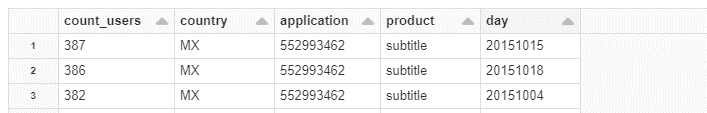 count_users country application product day
1 387 MX 552993462 subtitle 20151015
2 386 MX 552993462 subtitle 20151018
3 382 MX 552993462 subtitle 20151004